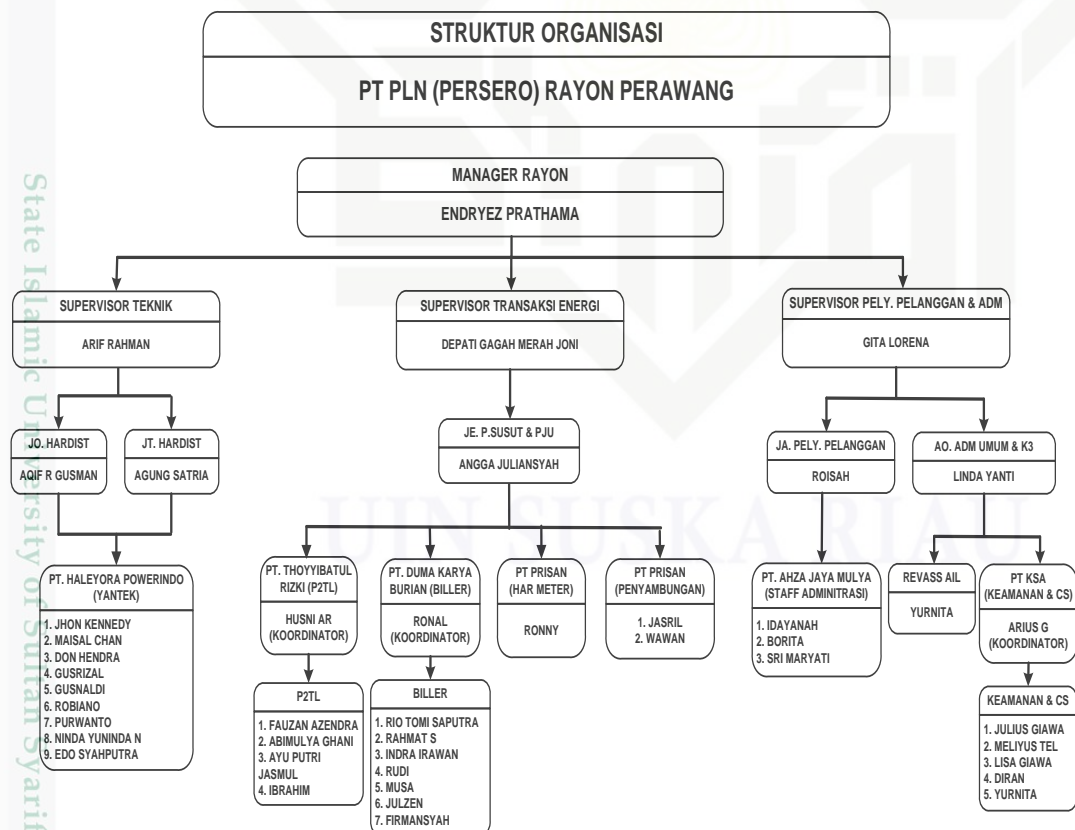 STRUKTUR ORGANISASI
PT PLN (PERSERO) RAYON PERAWANG
MANAGER RAYON
ENDRYEZ PRATHAMA
SUPERVISOR TEKNIK
ARIF RAHMAN
SUPERVISOR TRANSAKSI ENERGI
DEPATI GAGAH MERAH JONI
SUPERVISOR PELY. PELANGGAN & ADM
GITA LORENA
JO. HARDIST
AQIF R GUSMAN
JT. HARDIST
AGUNG SATRIA
JE. P.SUSUT & PJU
ANGGA JULIANSYAH
JA. PELY. PELANGGAN
ROISAH
AO. ADM UMUM & K3
LINDA YANTI
PT. HALEYORA POWERINDO
(YANTEK)
1. JHON KENNEDY
2. MAISAL CHAN
3. DON HENDRA
4. GUSRIZAL
5. GUSNALDI
6. ROBIANO
7. PURWANTO
8. NINDA YUNINDA N
9. EDO SYAHPUTRA
PT. THOYYIBATUL
RIZKI (P2TL)
HUSNI AR
(KOORDINATOR)
P2TL
1. FAUZAN AZENDRA
2. ABIMULYA GHANI
3. AYU PUTRI
JASMUL
4. IBRAHIM
PT. DUMA KARYA
BURIAN (BILLER)
RONAL
(KOORDINATOR)
BILLER
1. RIO TOMI SAPUTRA
2. RAHMAT S
3. INDRA IRAWAN
4. RUDI
5. MUSA
6. JULZEN
7. FIRMANSYAH
PT PRISAN
(HAR METER)
RONNY
PT PRISAN
(PENYAMBUNGAN)
1. JASRIL
2. WAWAN
PT. AHZA JAYA MULYA
(STAFF ADMINITRASI)
1. IDAYANAH
2. BORITA
3. SRI MARYATI
REVASS AIL
YURNITA
PT KSA
(KEAMANAN & CS)
ARIUS G
(KOORDINATOR)
KEAMANAN & CS
1. JULIUS GIAWA
2. MELIYUS TEL
3. LISA GIAWA
4. DIRAN
5. YURNITA
State Islamic University of Sultan Syarif
UIN SUSKA RIAU